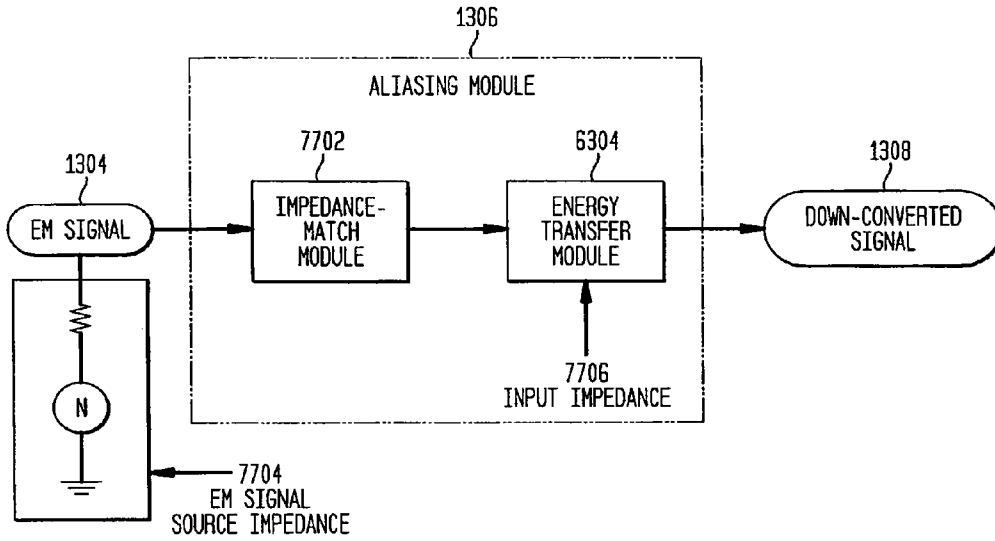 1306
ALIASING MODULE
7702
6304
1304
1308
EM SIGNAL
IMPEDANCE-
MATCH
MODULE
ENERGY
TRANSFER
MODULE
DOWN-CONVERTED
SIGNAL
7706
INPUT IMPEDANCE
N
7704
EM SIGNAL
SOURCE IMPEDANCE